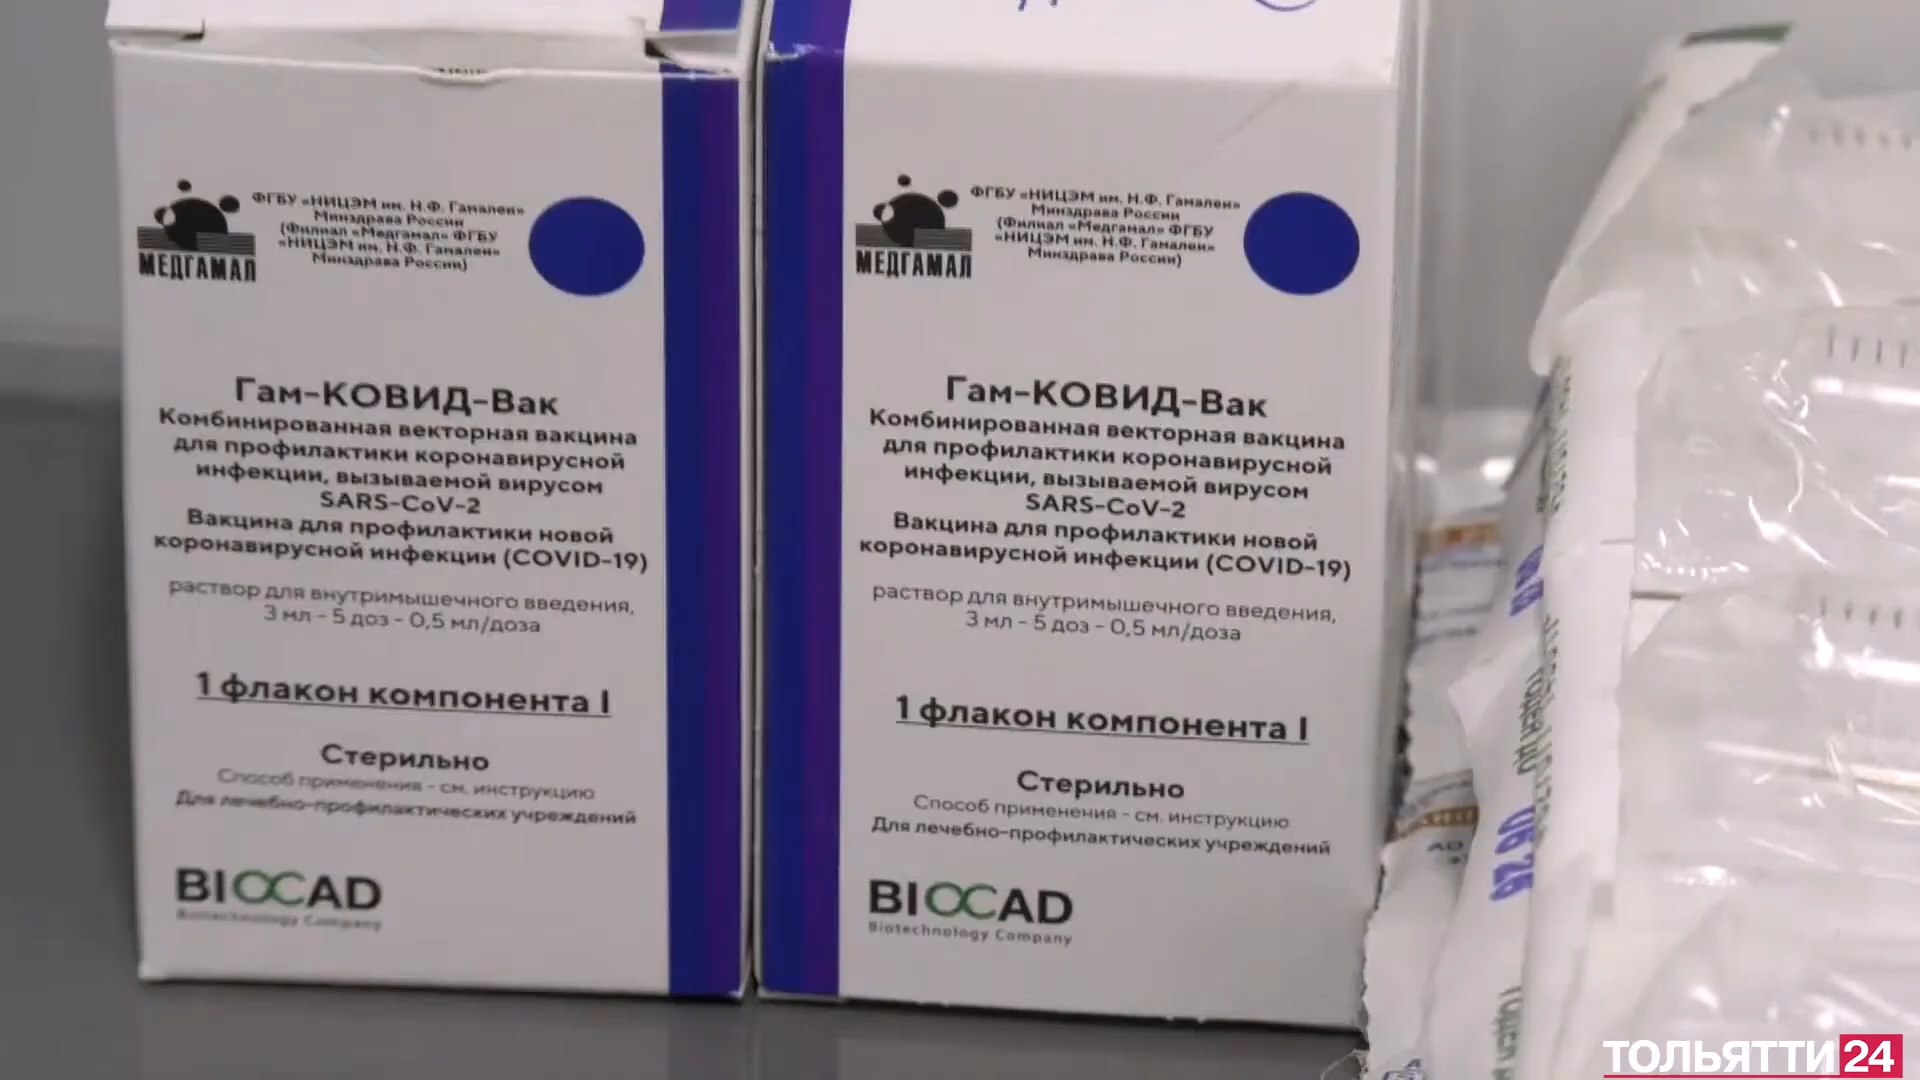 МЕДГАМАЛ
ФГБУ «НИЦЭМ им. Н.Ф. Гамалеи»
Минздрава России
(Филиал «Медгамал» ФГБУ
«НИЦЭМ им. Н.Ф. Гамалеи»
Минздрава России)
Гам-КОВИД-Вак
Комбинированная векторная вакцина
для профилактики коронавирусной
инфекции, вызываемой вирусом
SARS-CoV-2
Вакцина для профилактики новой
коронавирусной инфекции (COVID-19)
раствор для внутримышечного введения,
3 мл - 5 доз - 0,5 мл/доза
1 флакон компонента I
Стерильно
Способ применения - см. инструкцию
Для лечебно-профилактических учреждений
BIOCAD
Biotechnology Company
МЕДГАМАЛ
ФГБУ «НИЦЭМ им. Н.Ф. Гамалеи»
Минздрава России
(Филиал «Медгамал» ФГБУ
«НИЦЭМ им. Н.Ф. Гамалеи»
Минздрава России)
Гам-КОВИД-Вак
Комбинированная векторная вакцина
для профилактики коронавирусной
инфекции, вызываемой вирусом
SARS-CoV-2
Вакцина для профилактики новой
коронавирусной инфекции (COVID-19)
раствор для внутримышечного введения,
3 мл - 5 доз - 0,5 мл/доза
1 флакон компонента I
Стерильно
Способ применения - см. инструкцию
Для лечебно-профилактических учреждений
BIOCAD
Biotechnology Company
06 26
ТОЛЬЯТТИ 24